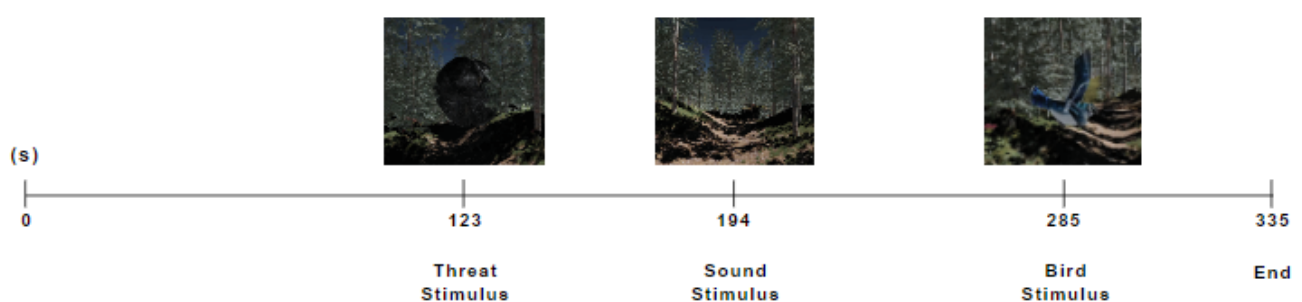 (s)
0
123
194
285
335
Threat
Stimulus
Sound
Stimulus
Bird
Stimulus
End